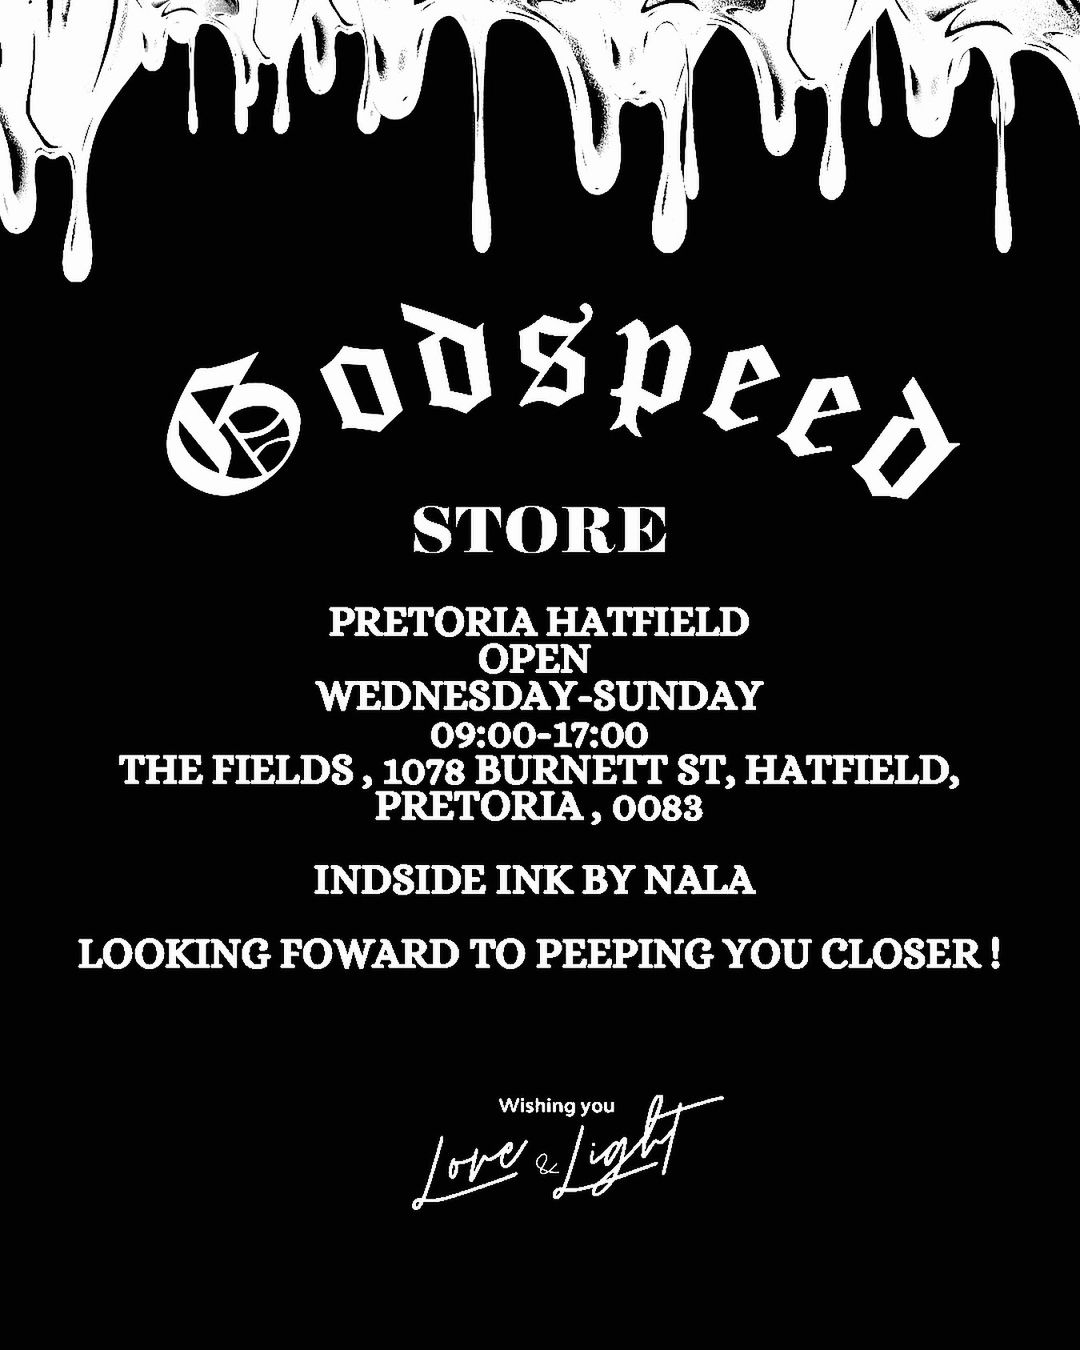 Godspeed
STORE
PRETORIA HATFIELD
OPEN
WEDNESDAY-SUNDAY
09:00-17:00
THE FIELDS , 1078 BURNETT ST, HATFIELD,
PRETORIA , 0083
INDSIDE INK BY NALA
LOOKING FOWARD TO PEEPING YOU CLOSER !
Wishing you
Love & Light